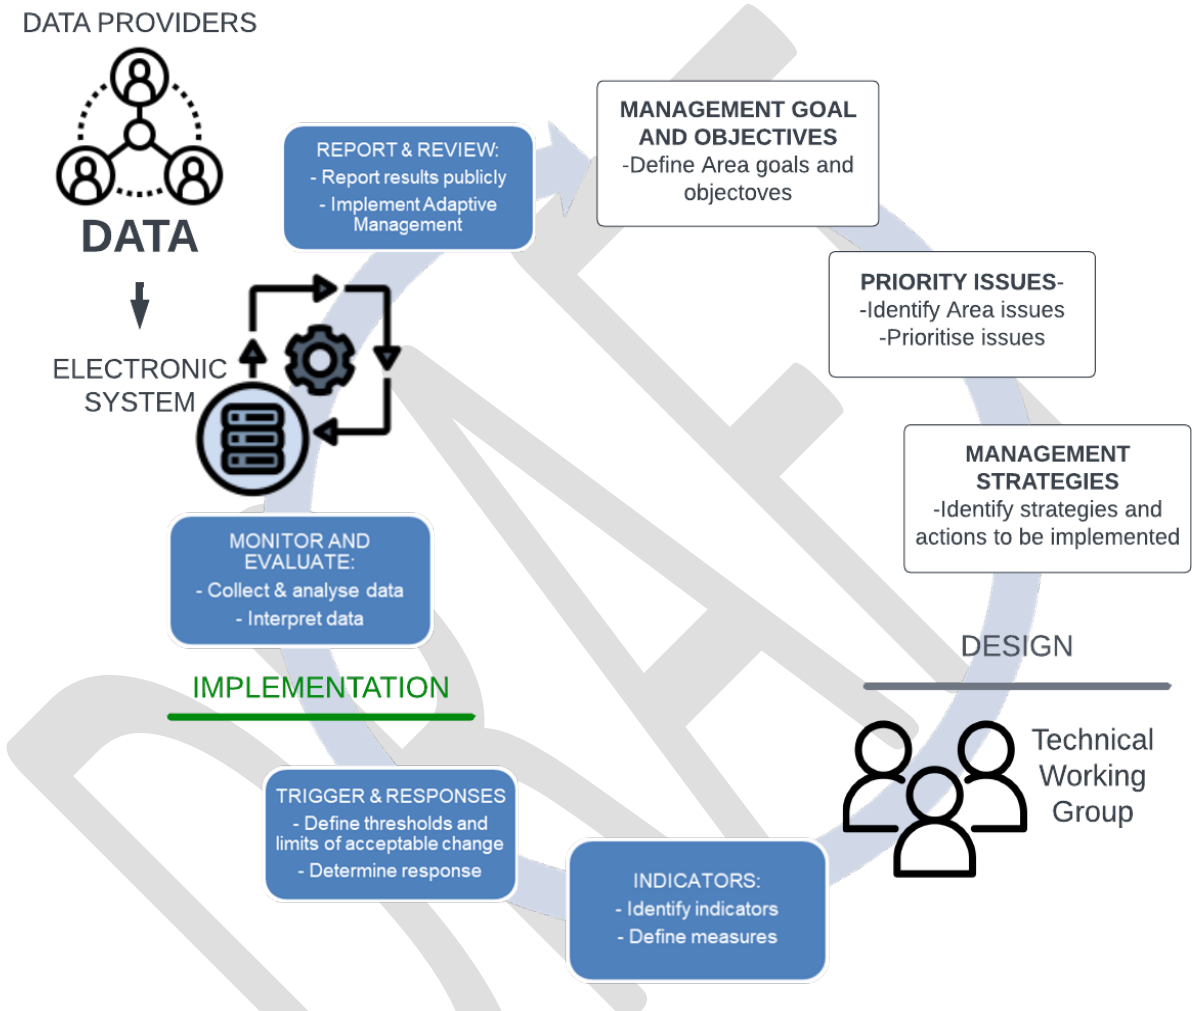 DATA PROVIDERS
DATA
ELECTRONIC
SYSTEM
REPORT & REVIEW:
- Report results publicly
- Implement Adaptive
Management
MANAGEMENT GOAL
AND OBJECTIVES
-Define Area goals and
objectoves
PRIORITY ISSUES-
-Identify Area issues
-Prioritise issues
MANAGEMENT
STRATEGIES
-Identify strategies and
actions to be implemented
DESIGN
Technical
Working
Group
INDICATORS:
- Identify indicators
- Define measures
TRIGGER & RESPONSES
- Define thresholds and
limits of acceptable change
- Determine response
IMPLEMENTATION
MONITOR AND
EVALUATE:
- Collect & analyse data
- Interpret data
DRAFT